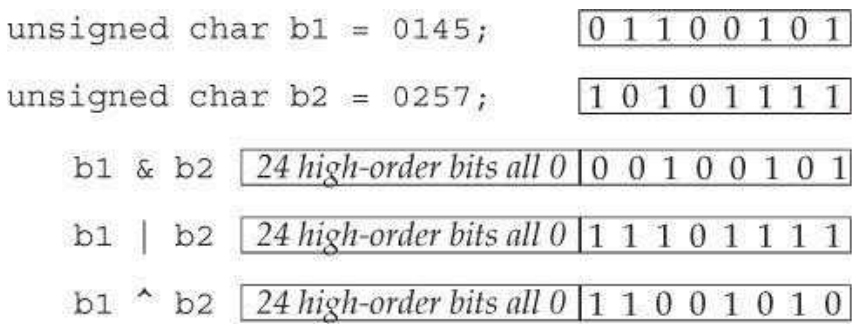 unsigned char b1 = 0145; 0 1 1 0 0 1 0 1
unsigned char b2 = 0257; 1 0 1 0 1 1 1 1
b1 & b2 24 high-order bits all 0 0 0 1 0 0 1 0 1
b1 | b2 24 high-order bits all 0 1 1 1 0 1 1 1 1
b1 ^ b2 24 high-order bits all 0 1 1 0 0 1 0 1 0